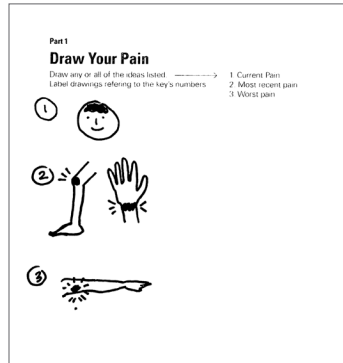 Part 1
Draw Your Pain
Draw any or all of the ideas listed.
Label drawings refering to the key's numbers
1 Current Pain
2 Most recent pain
3 Worst pain
1
2
3